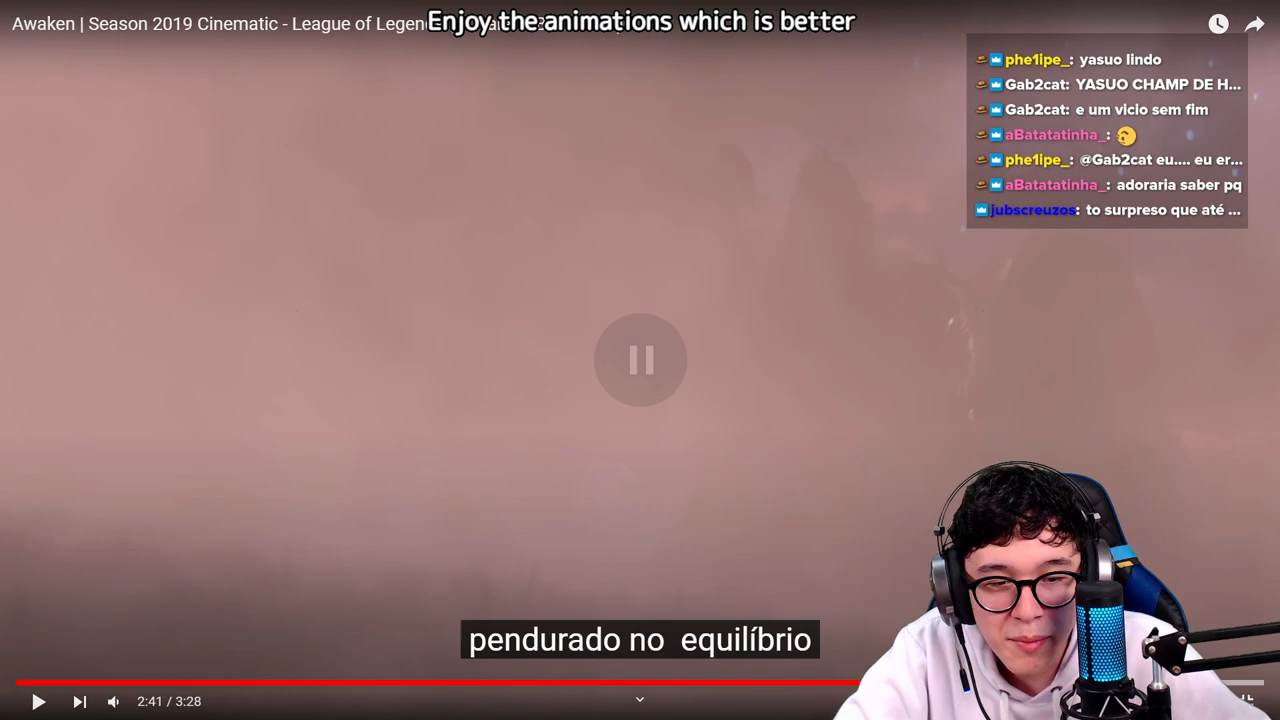 Awaken | Season 2019 Cinematic - League of Legen
Enjoy the animations which is better
phe1ipe_: yasuo lindo
Gab2cat: YASUO CHAMP DE H...
Gab2cat: e um vicio sem fim
aBatatatinha_:
phe1ipe_: @Gab2cat eu.... eu er...
aBatatatinha_: adoraria saber pq
jubscreuzos: to surpreso que até ...
pendurado no equilíbrio
2:41 / 3:28